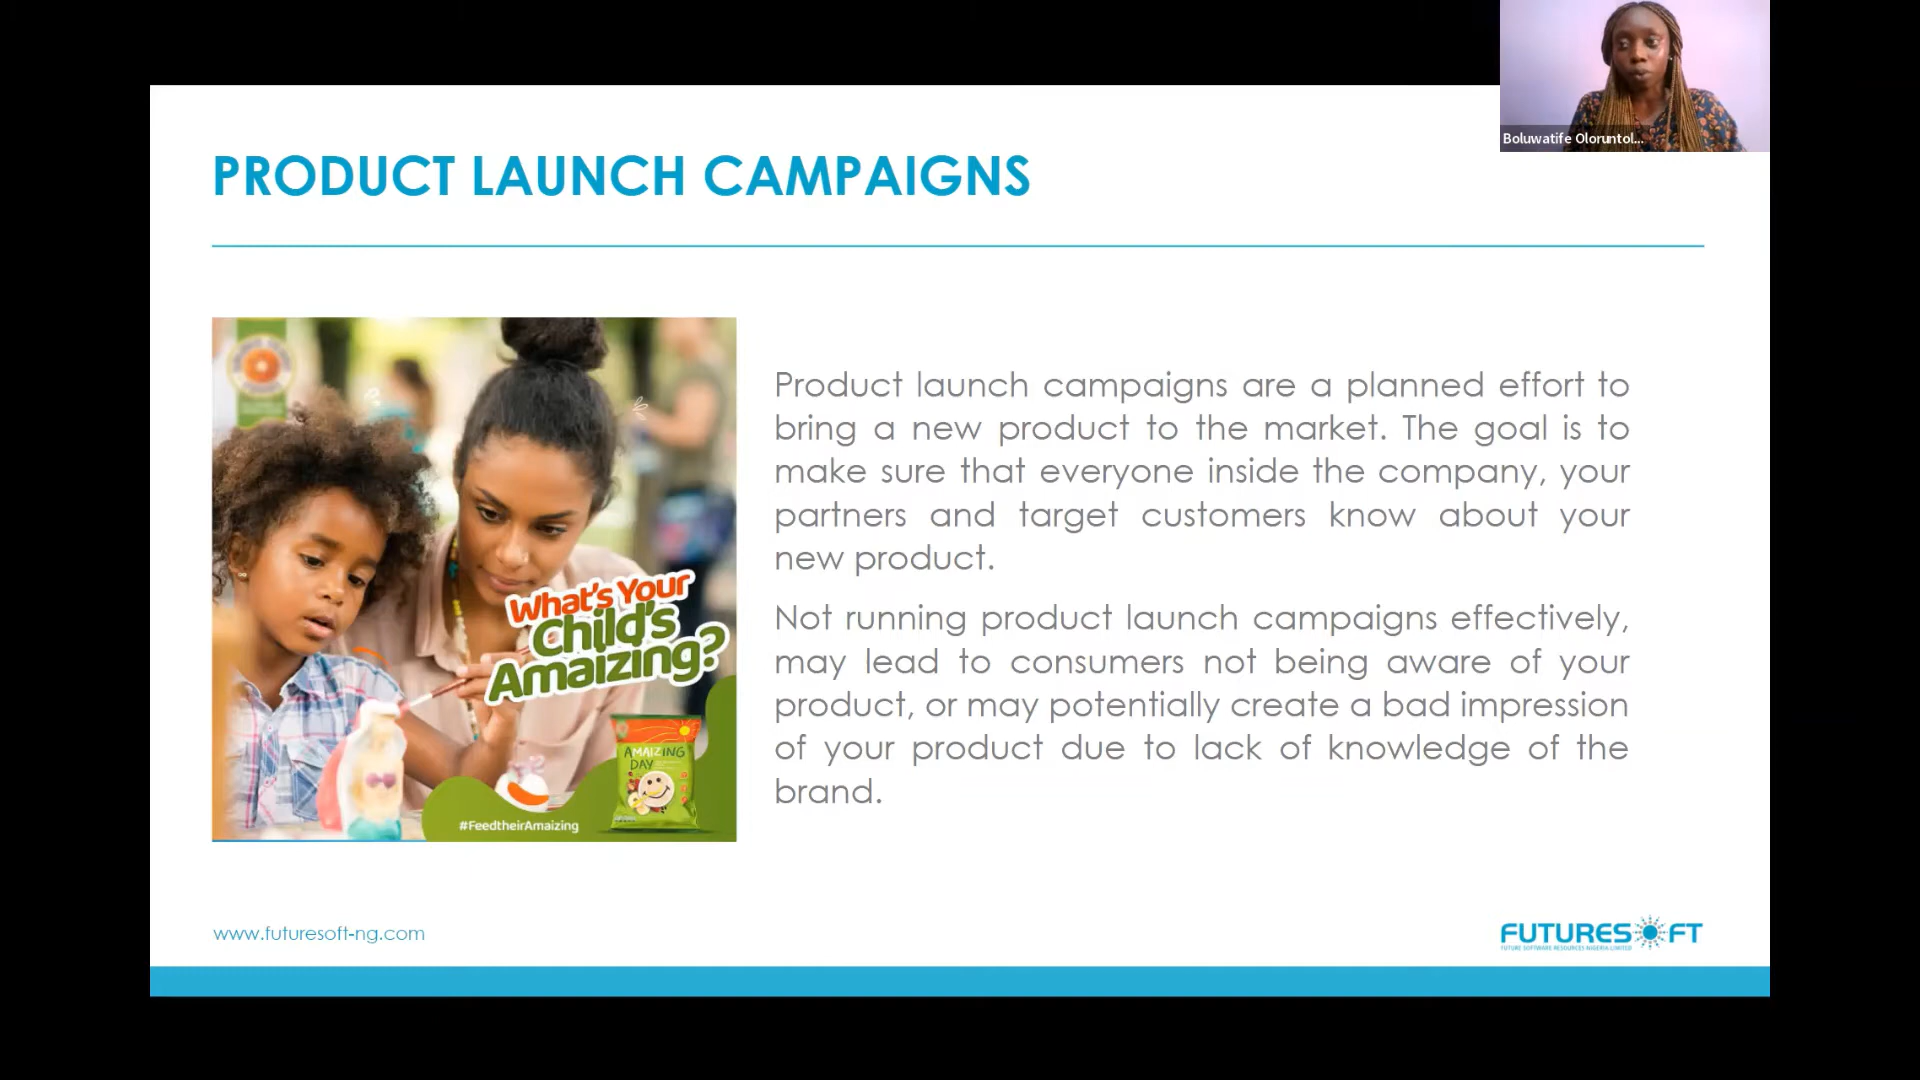 Boluwatife Oloruntol...
PRODUCT LAUNCH CAMPAIGNS
Product launch campaigns are a planned effort to
bring a new product to the market. The goal is to
make sure that everyone inside the company, your
partners and target customers know about your
new product.
Not running product launch campaigns effectively,
may lead to consumers not being aware of your
product, or may potentially create a bad impression
of your product due to lack of knowledge of the
brand.
What's Your
Child's
Amaizing?
AMAIZING
DAY
#FeedtheirAmaizing
www.futuresoft-ng.com
FUTURESOFT
FUTURE SOFTWARE RESOURCES NIGERIA LIMITED